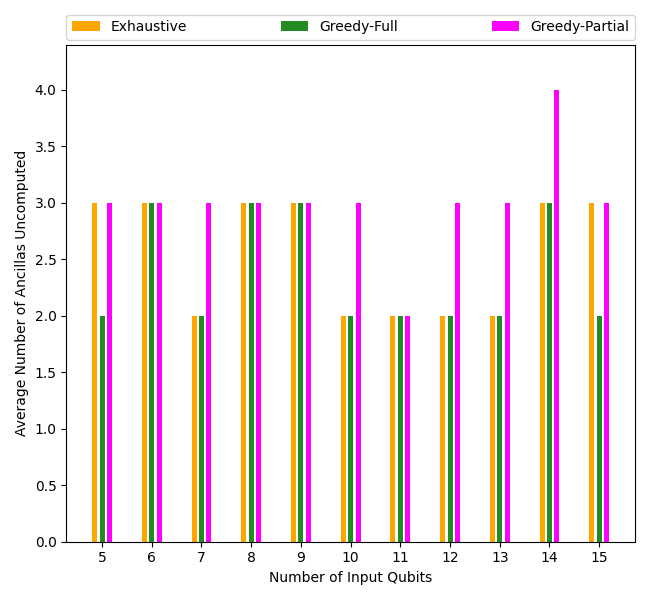 Exhaustive Greedy-Full Greedy-Partial
Average Number of Ancillas Uncomputed
4.0
3.5
3.0
2.5
2.0
1.5
1.0
0.5
0.0
5 6 7 8 9 10 11 12 13 14 15
Number of Input Qubits